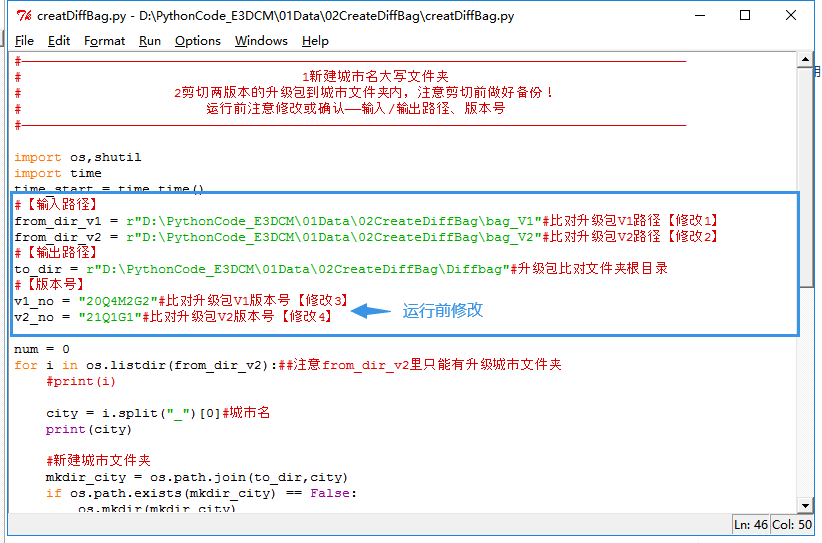 creatDiffBag.py - D:\PythonCode_E3DCM\01Data\02CreateDiffBag\creatDiffBag.py
File Edit Format Run Options Windows Help
#————————————————————————————————————————
# 1新建城市名大写文件夹
# 2剪切两版本的升级包到城市文件夹内，注意剪切前做好备份！
# 运行前注意修改或确认——输入/输出路径、版本号
#————————————————————————————————————————
import os,shutil
import time
time_start = time.time()
#【输入路径】
from_dir_v1 = r"D:\PythonCode_E3DCM\01Data\02CreateDiffBag\bag_V1"#比对升级包V1路径【修改1】
from_dir_v2 = r"D:\PythonCode_E3DCM\01Data\02CreateDiffBag\bag_V2"#比对升级包V2路径【修改2】
#【输出路径】
to_dir = r"D:\PythonCode_E3DCM\01Data\02CreateDiffBag\Diffbag"#升级包比对文件夹根目录
#【版本号】
v1_no = "20Q4M2G2"#比对升级包V1版本号【修改3】
v2_no = "21Q1G1"#比对升级包V2版本号【修改4】
运行前修改
num = 0
for i in os.listdir(from_dir_v2):##注意from_dir_v2里只能有升级城市文件夹
    #print(i)
    city = i.split("_")[0]#城市名
    print(city)
    #新建城市文件夹
    mkdir_city = os.path.join(to_dir,city)
    if os.path.exists(mkdir_city) == False:
        os.mkdir(mkdir_city)
Ln: 46 Col: 50